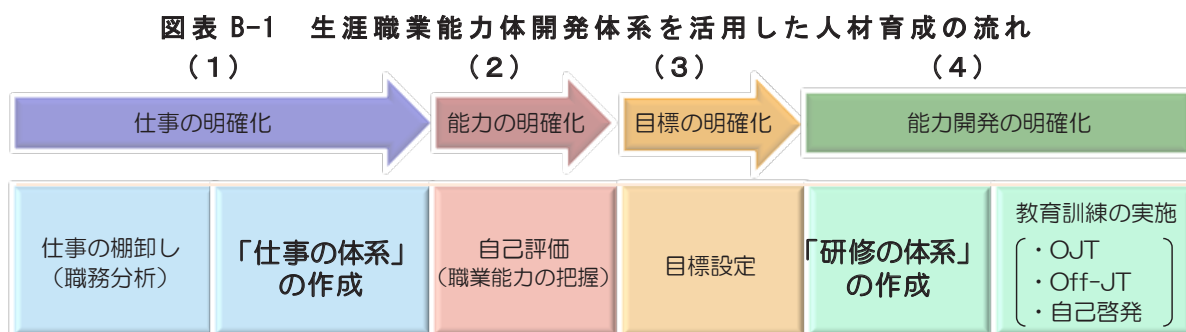 図表 B-1 生涯職業能力体開発体系を活用した人材育成の流れ
（１）
（２）
（３）
（４）
仕事の明確化
能力の明確化
目標の明確化
能力開発の明確化
仕事の棚卸し
（職務分析）
「仕事の体系」
の作成
自己評価
（職業能力の把握）
目標設定
「研修の体系」
の作成
教育訓練の実施
・OJT
・Off-JT
・自己啓発